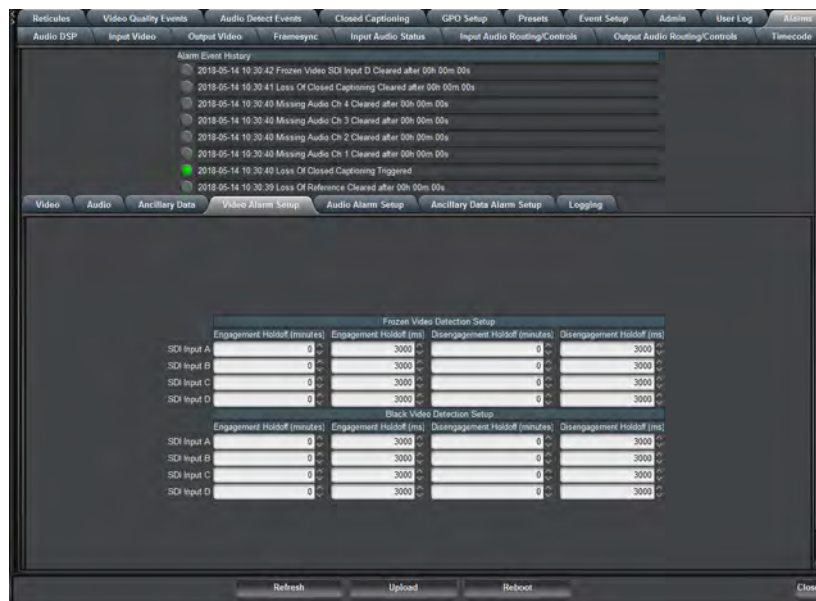 Reticules Video Quality Events Audio Detect Events Closed Captioning GPO Setup Presets Event Setup Admin User Log Alarms
Audio DSP Input Video Output Video Framesync Input Audio Status Input Audio Routing/Controls Output Audio Routing/Controls Timecode
Alarm Event History
2018-05-14 10:30:42 Frozen Video SDI Input D Cleared after 00h 00m 00s
2018-05-14 10:30:41 Loss Of Closed Captioning Cleared after 00h 00m 00s
2018-05-14 10:30:40 Missing Audio Ch 4 Cleared after 00h 00m 00s
2018-05-14 10:30:40 Missing Audio Ch 3 Cleared after 00h 00m 00s
2018-05-14 10:30:40 Missing Audio Ch 2 Cleared after 00h 00m 00s
2018-05-14 10:30:40 Missing Audio Ch 1 Cleared after 00h 00m 00s
2018-05-14 10:30:40 Loss Of Closed Captioning Triggered
2018-05-14 10:30:39 Loss Of Reference Cleared after 00h 00m 00s
Video Audio Ancillary Data Video Alarm Setup Audio Alarm Setup Ancillary Data Alarm Setup Logging
Frozen Video Detection Setup
Engagement Holdoff (minutes) Engagement Holdoff (ms) Disengagement Holdoff (minutes) Disengagement Holdoff (ms)
SDI Input A 0 3000 0 3000
SDI Input B 0 3000 0 3000
SDI Input C 0 3000 0 3000
SDI Input D 0 3000 0 3000
Black Video Detection Setup
Engagement Holdoff (minutes) Engagement Holdoff (ms) Disengagement Holdoff (minutes) Disengagement Holdoff (ms)
SDI Input A 0 3000 0 3000
SDI Input B 0 3000 0 3000
SDI Input C 0 3000 0 3000
SDI Input D 0 3000 0 3000
Refresh Upload Reboot Close